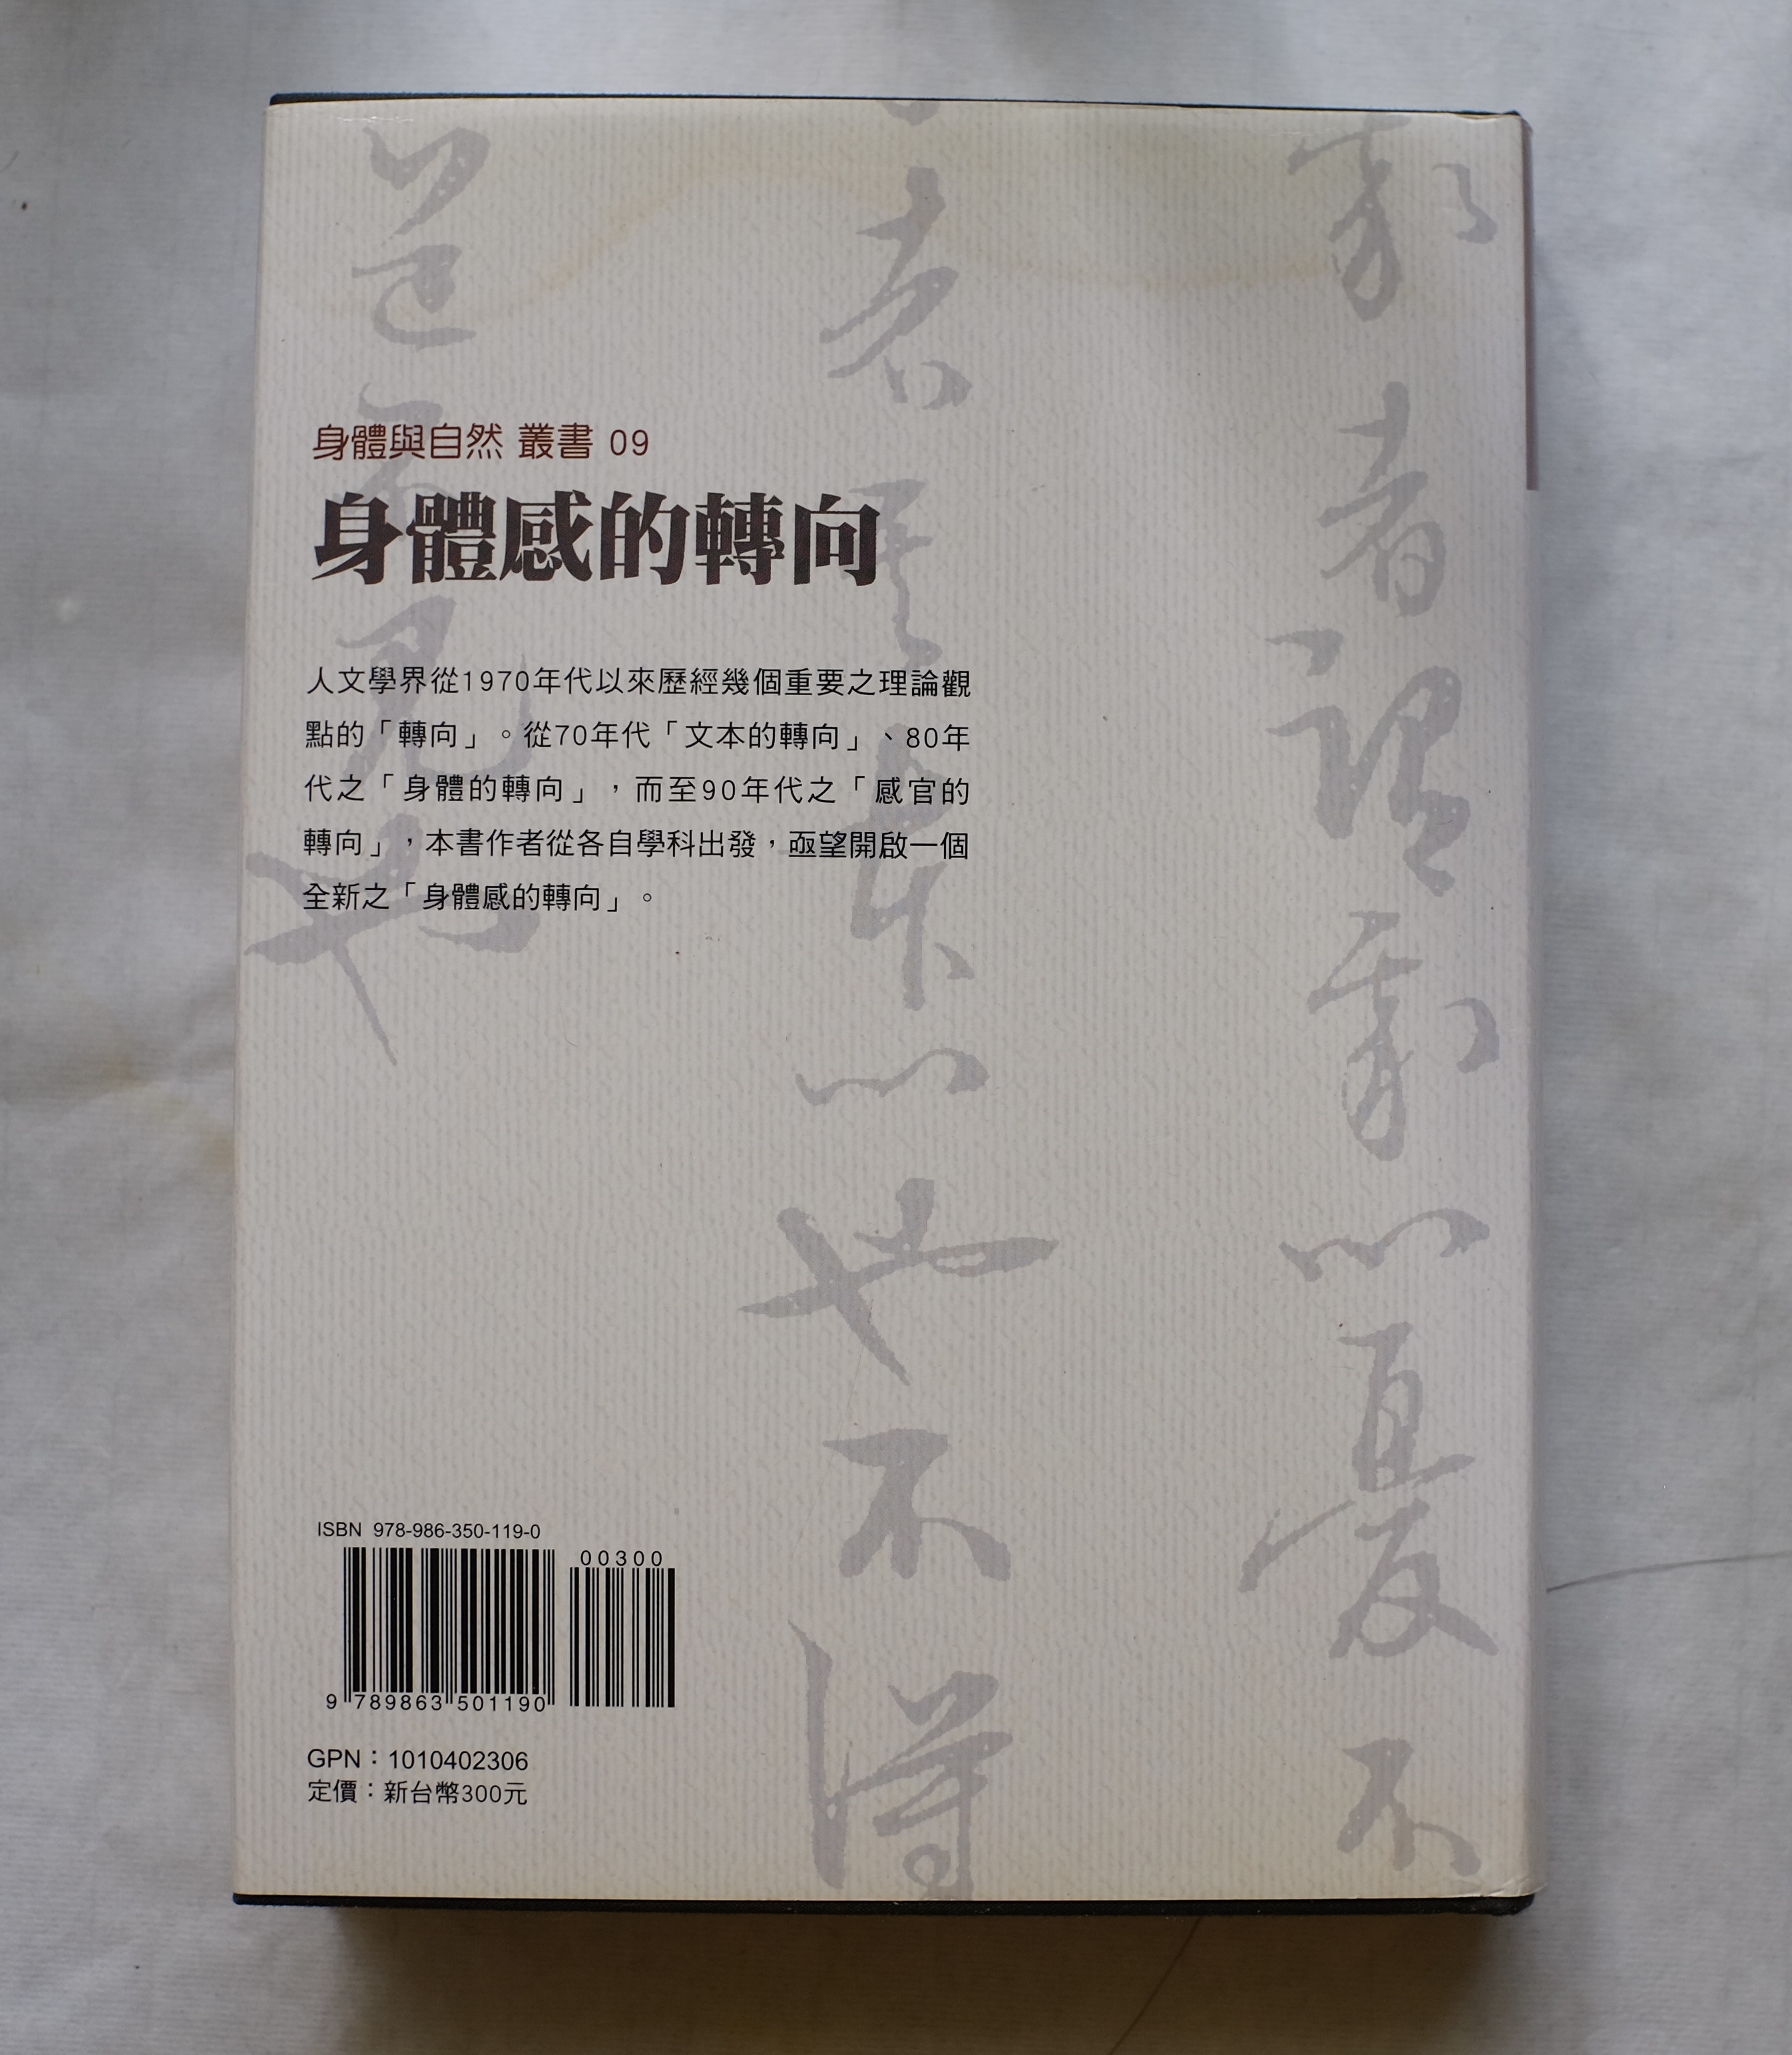 身體與自然 叢書 09
身體感的轉向
人文學界從1970年代以來歷經幾個重要之理論觀
點的「轉向」。從70年代「文本的轉向」、80年
代之「身體的轉向」，而至90年代之「感官的
轉向」，本書作者從各自學科出發，亟望開啟一個
全新之「身體感的轉向」。
ISBN 978-986-350-119-0
00300
9 789863 501190
GPN：1010402306
定價：新台幣300元